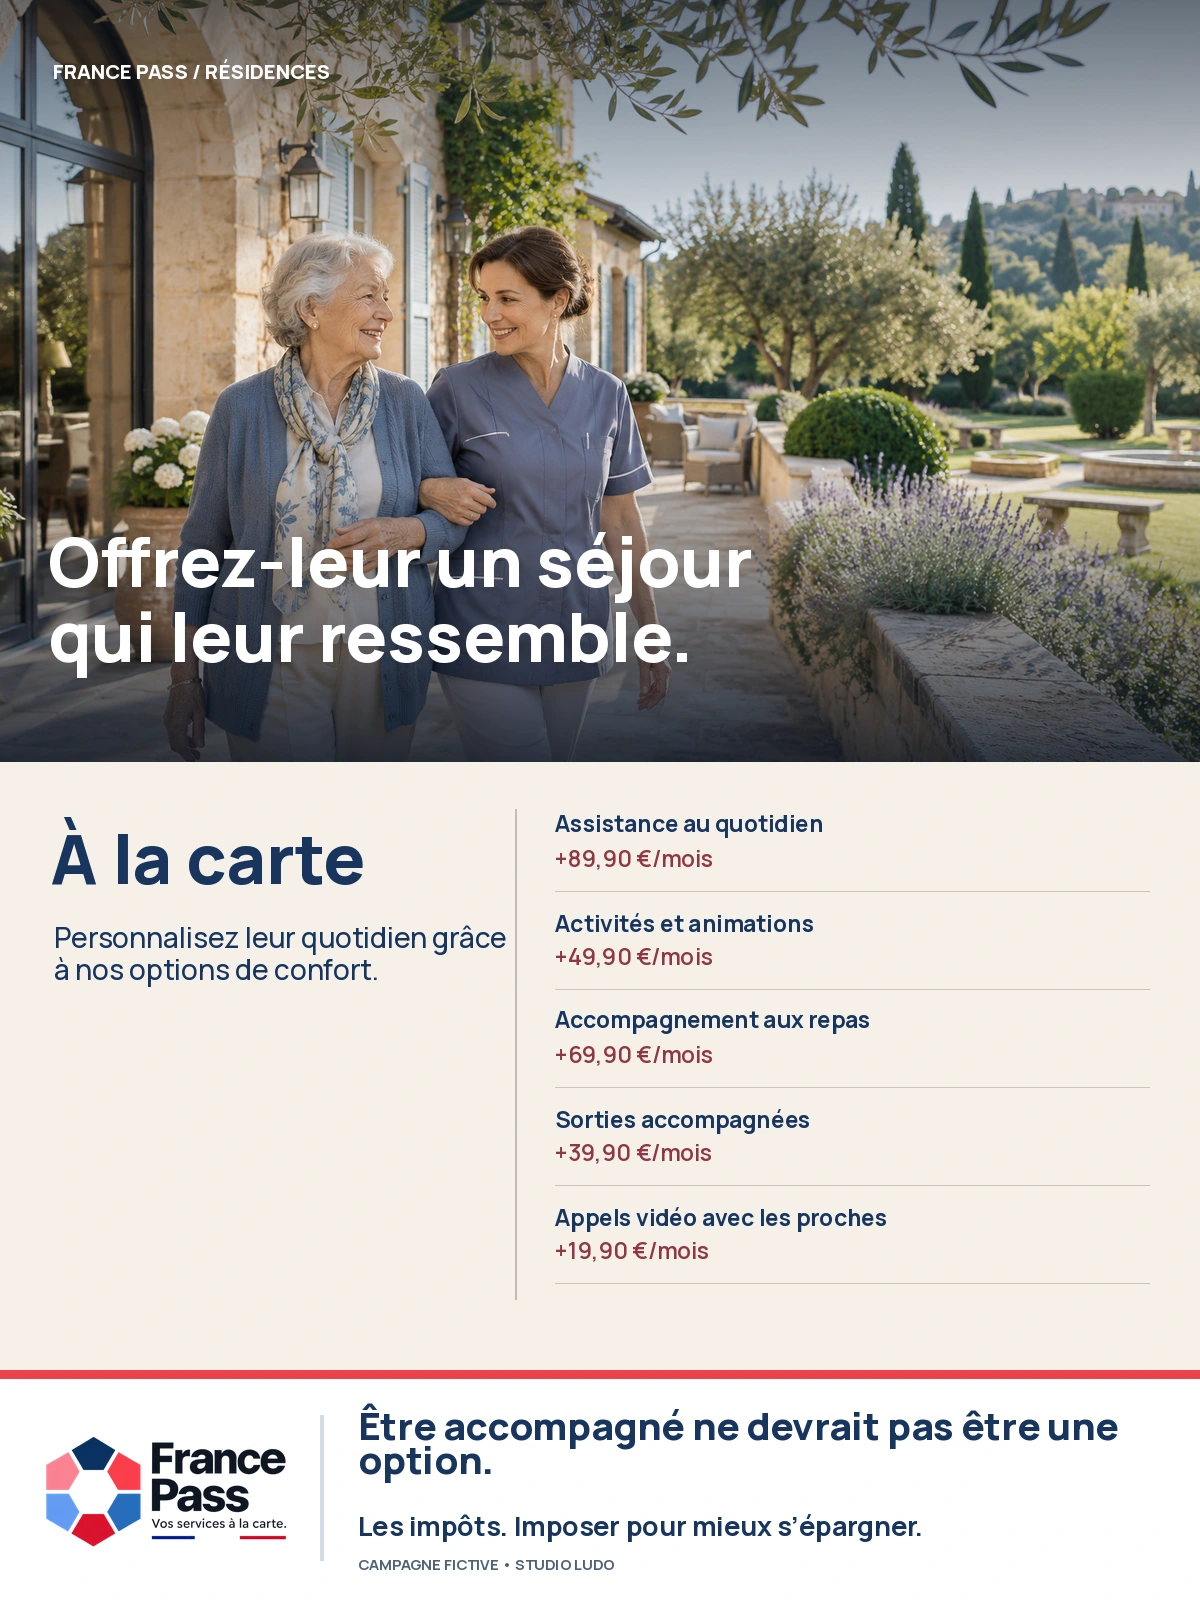 FRANCE PASS / RÉSIDENCES
Offrez-leur un séjour
qui leur ressemble.
À la carte
Personnalisez leur quotidien grâce
à nos options de confort.
Assistance au quotidien
+89,90 €/mois
Activités et animations
+49,90 €/mois
Accompagnement aux repas
+69,90 €/mois
Sorties accompagnées
+39,90 €/mois
Appels vidéo avec les proches
+19,90 €/mois
France
Pass
Vos services à la carte.
Être accompagné ne devrait pas être une
option.
Les impôts. Imposer pour mieux s’épargner.
CAMPAGNE FICTIVE • STUDIO LUDO